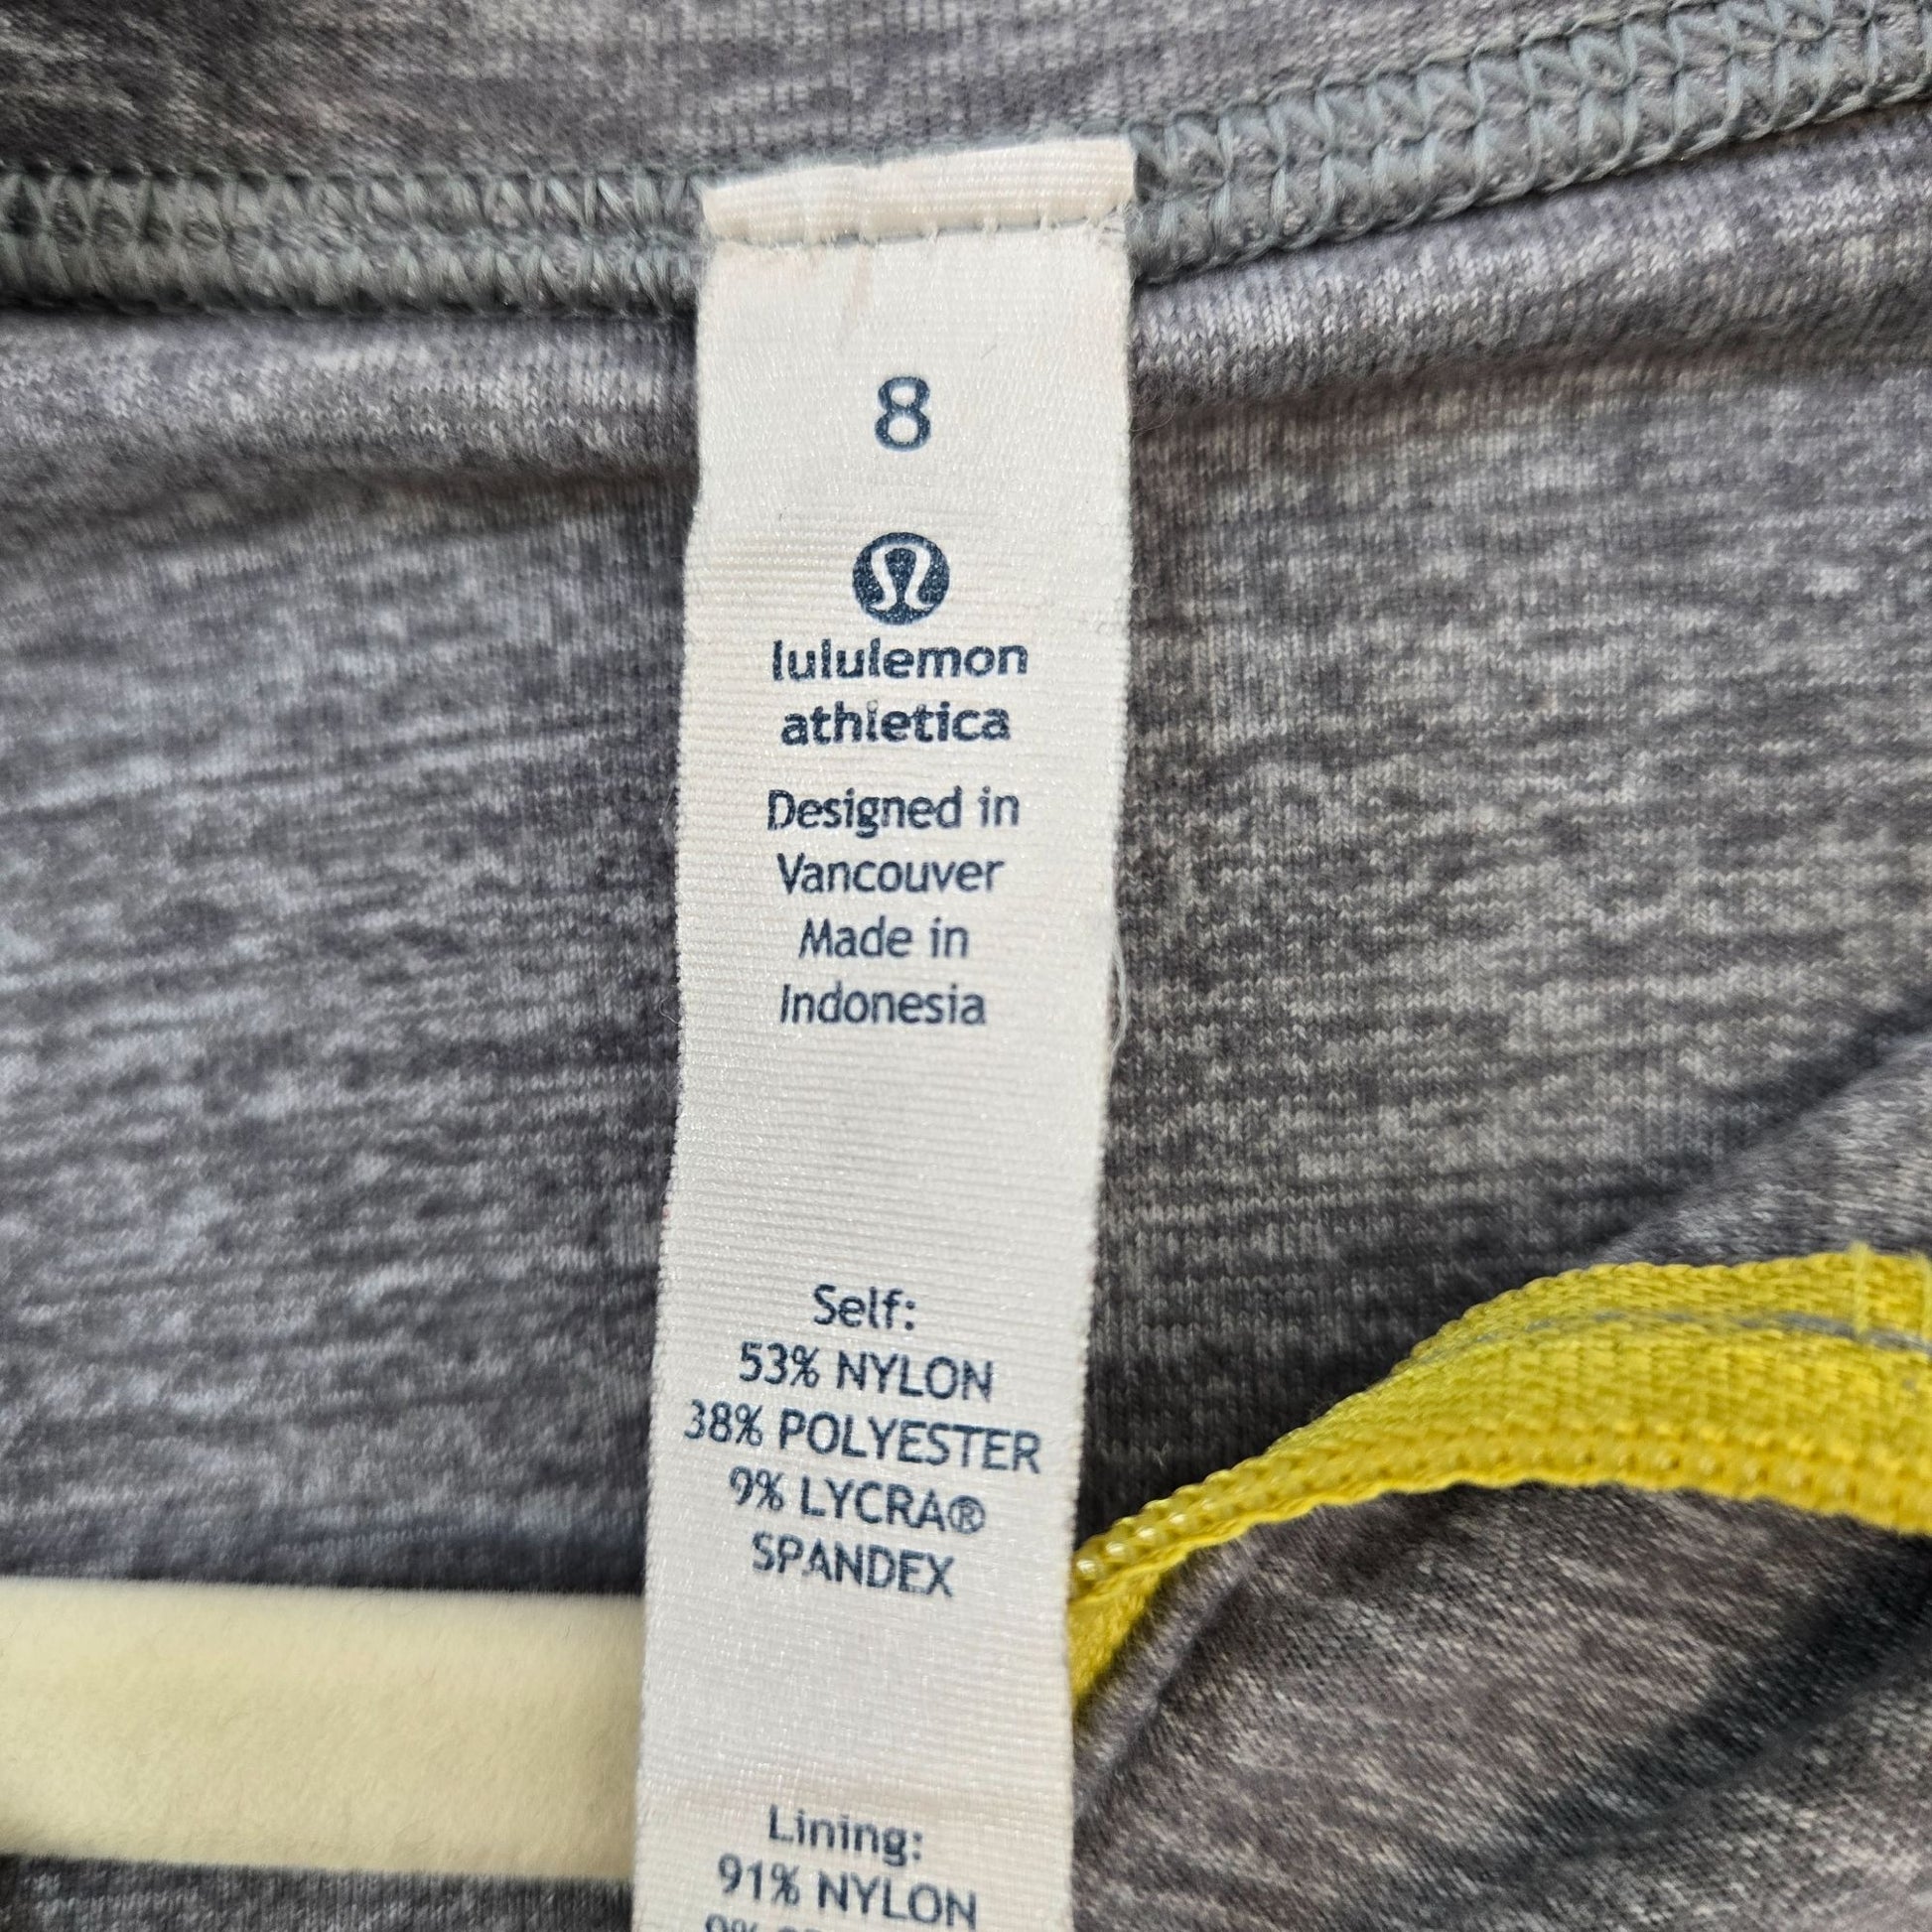 8
lululemon
athletica
Designed in
Vancouver
Made in
Indonesia
Self:
53% NYLON
38% POLYESTER
9% LYCRA®
SPANDEX
Lining:
91% NYLON
9%